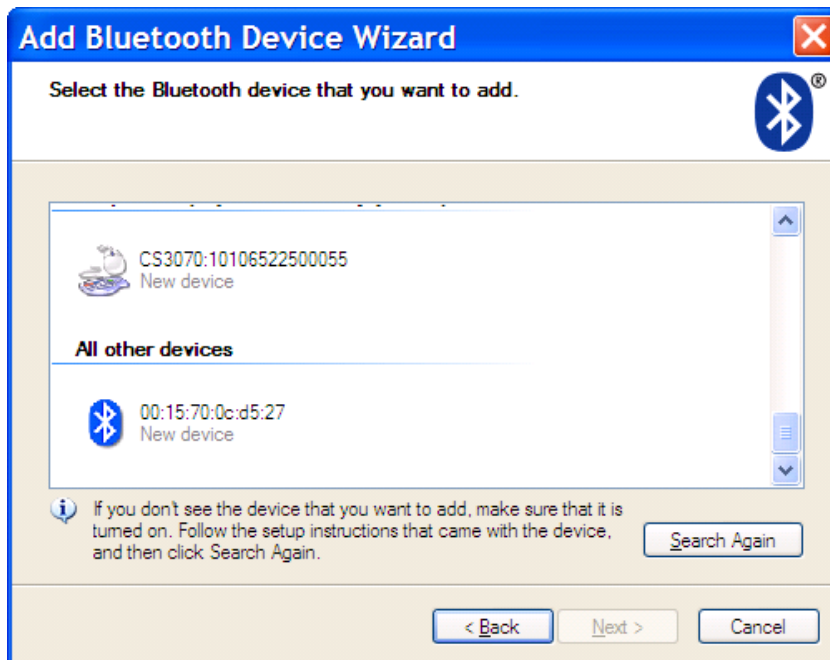 Add Bluetooth Device Wizard
Select the Bluetooth device that you want to add.
®
CS3070:10106522500055
New device
All other devices
00:15:70:0c:d5:27
New device
If you don't see the device that you want to add, make sure that it is
turned on. Follow the setup instructions that came with the device,
and then click Search Again.
Search Again
< Back
Next >
Cancel